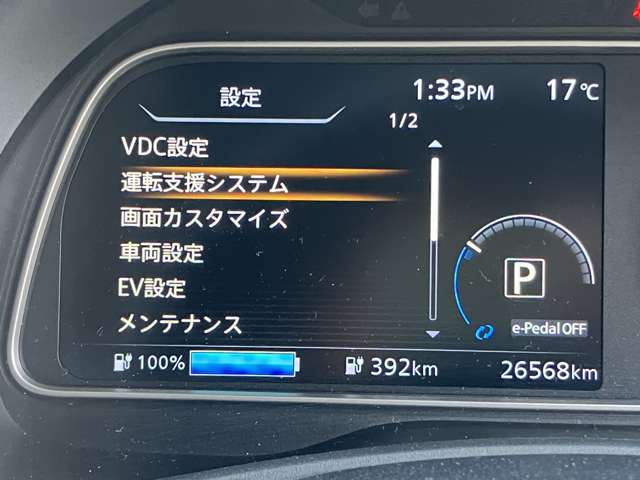 設定
1:33PM 17℃
1/2
VDC設定
運転支援システム
画面カスタマイズ
車両設定
EV設定
メンテナンス
P
e-Pedal OFF
100% 392km 26568km